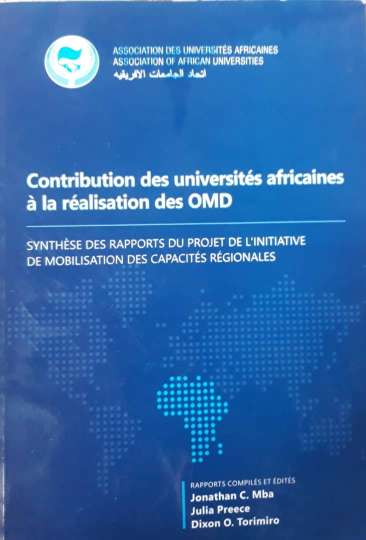 ASSOCIATION DES UNIVERSITÉS AFRICAINES
ASSOCIATION OF AFRICAN UNIVERSITIES
اتحاد الجامعات الافريقيه
Contribution des universités africaines
à la réalisation des OMD
SYNTHÈSE DES RAPPORTS DU PROJET DE L'INITIATIVE
DE MOBILISATION DES CAPACITÉS RÉGIONALES
RAPPORTS COMPILÉS ET ÉDITÉS
Jonathan C. Mba
Julia Preece
Dixon O. Torimiro